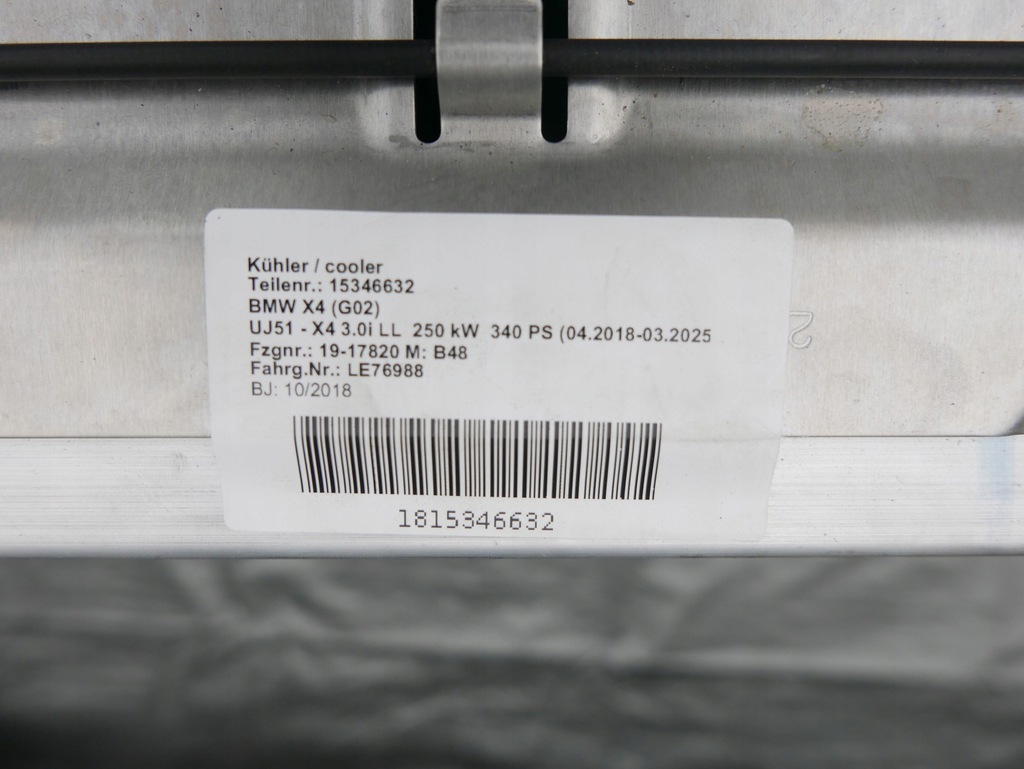 Kühler / cooler
Teilenr.: 15346632
BMW X4 (G02)
UJ51 - X4 3.0i LL 250 kW 340 PS (04.2018-03.2025
Fzgnr.: 19-17820 M: B48
Fahrg.Nr.: LE76988
BJ: 10/2018
1815346632
2